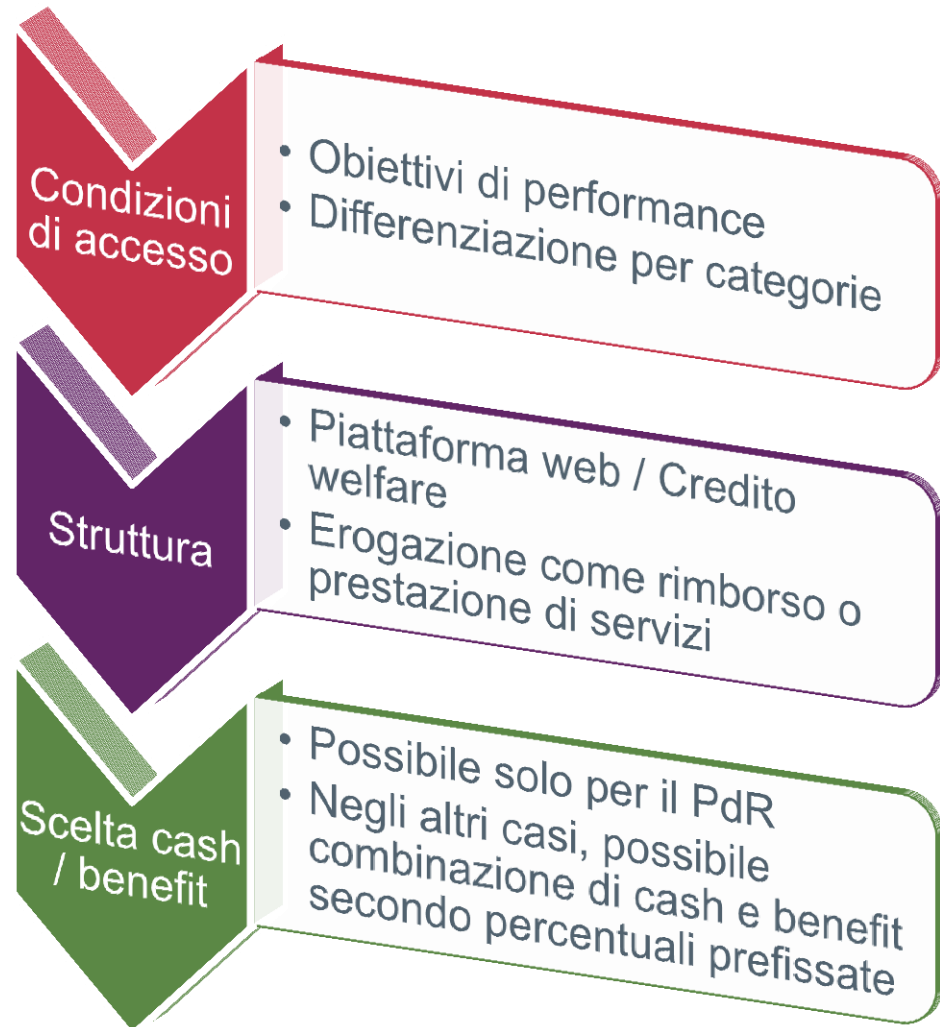 Condizioni
di accesso
• Obiettivi di performance
• Differenziazione per categorie
Struttura
• Piattaforma web / Credito
welfare
• Erogazione come rimborso o
prestazione di servizi
Scelta cash
/ benefit
• Possibile solo per il PdR
• Negli altri casi, possibile
combinazione di cash e benefit
secondo percentuali prefissate